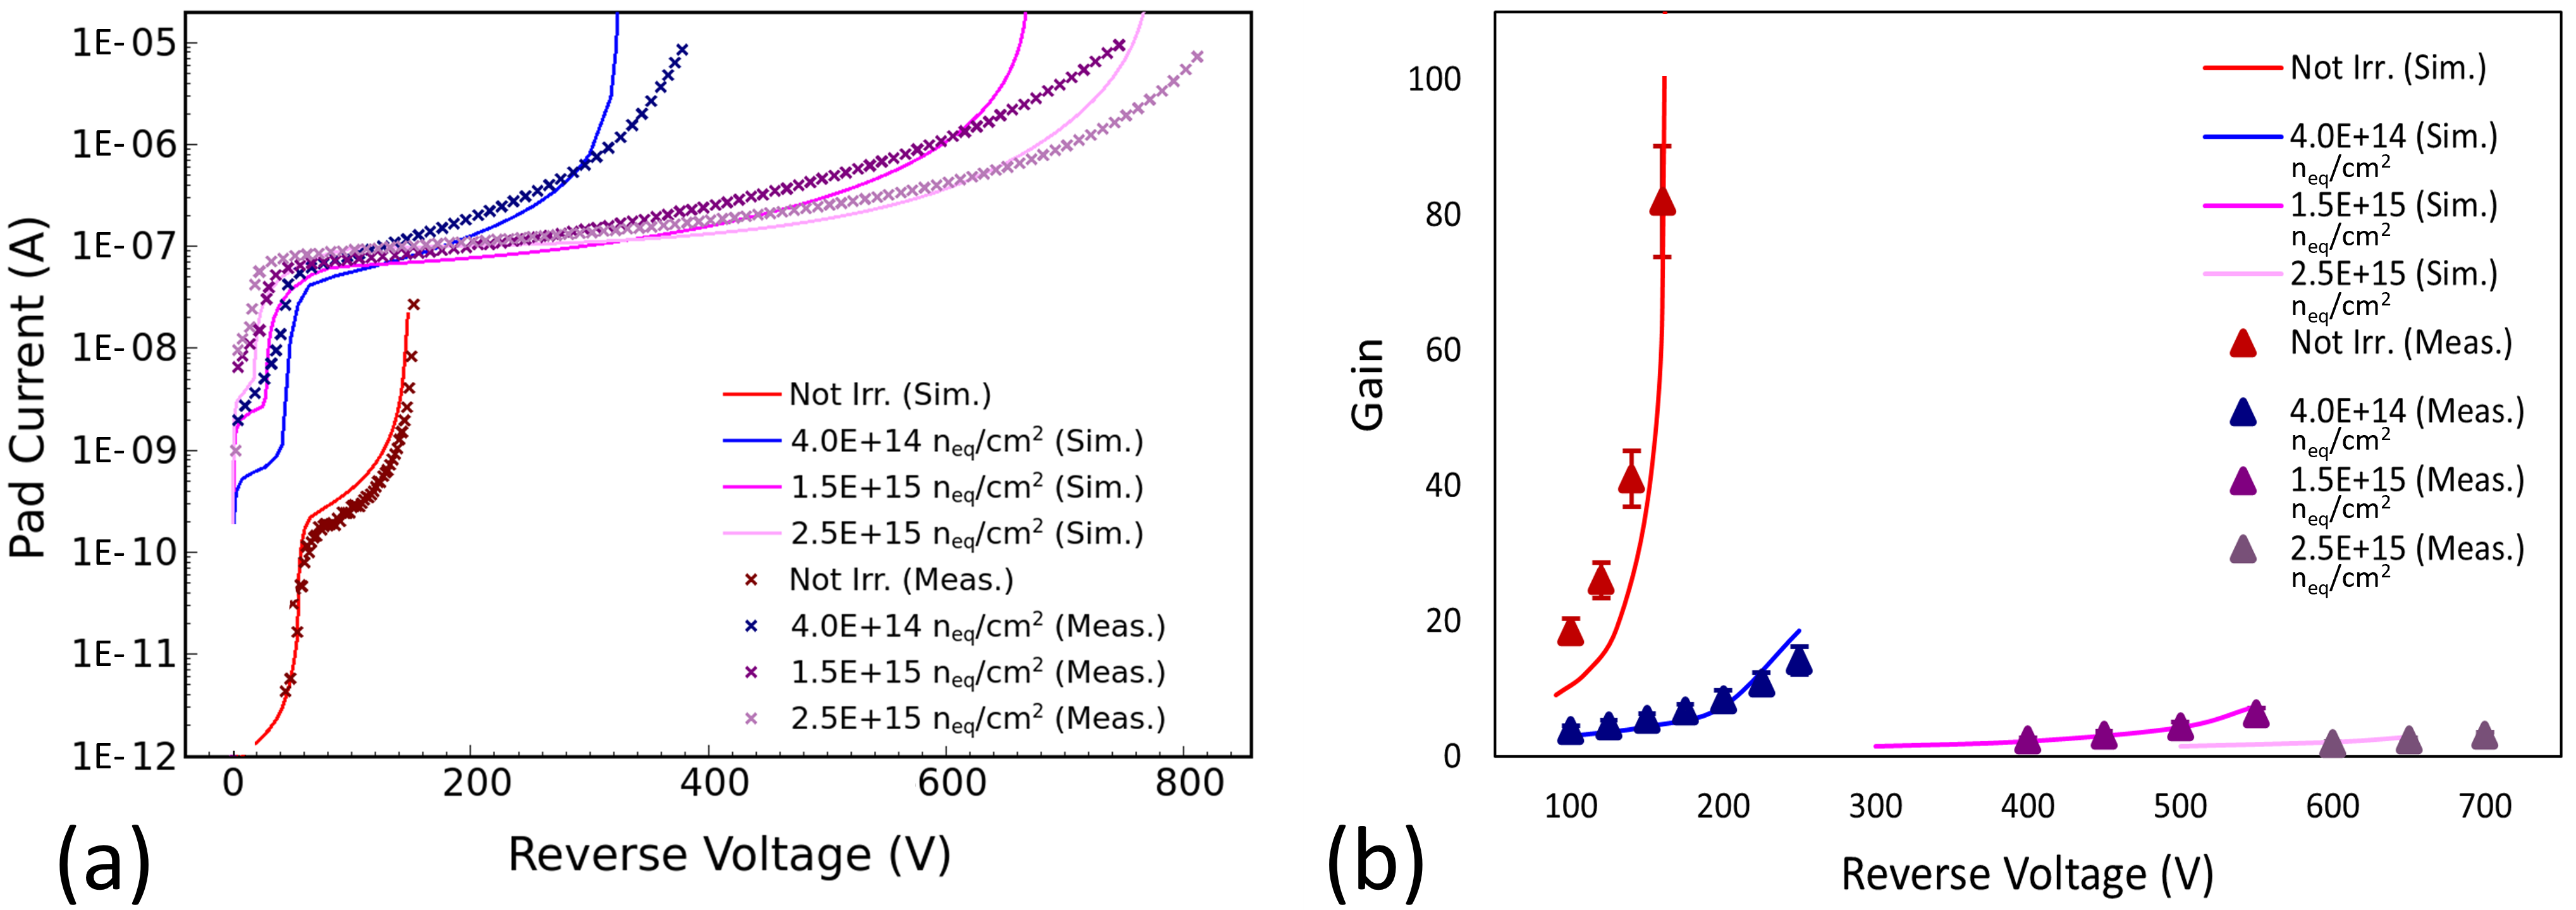 1E-05
1E-06
1E-07
1E-08
1E-09
1E-10
1E-11
1E-12
Pad Current (A)
0 200 400 600 800
Reverse Voltage (V)
Not Irr. (Sim.)
4.0E+14 neq/cm² (Sim.)
1.5E+15 neq/cm² (Sim.)
2.5E+15 neq/cm² (Sim.)
Not Irr. (Meas.)
4.0E+14 neq/cm² (Meas.)
1.5E+15 neq/cm² (Meas.)
2.5E+15 neq/cm² (Meas.)
(a)
100
80
60
40
20
0
Gain
100 200 300 400 500 600 700
Reverse Voltage (V)
Not Irr. (Sim.)
4.0E+14 (Sim.)
neq/cm²
1.5E+15 (Sim.)
neq/cm²
2.5E+15 (Sim.)
neq/cm²
Not Irr. (Meas.)
4.0E+14 (Meas.)
neq/cm²
1.5E+15 (Meas.)
neq/cm²
2.5E+15 (Meas.)
neq/cm²
(b)